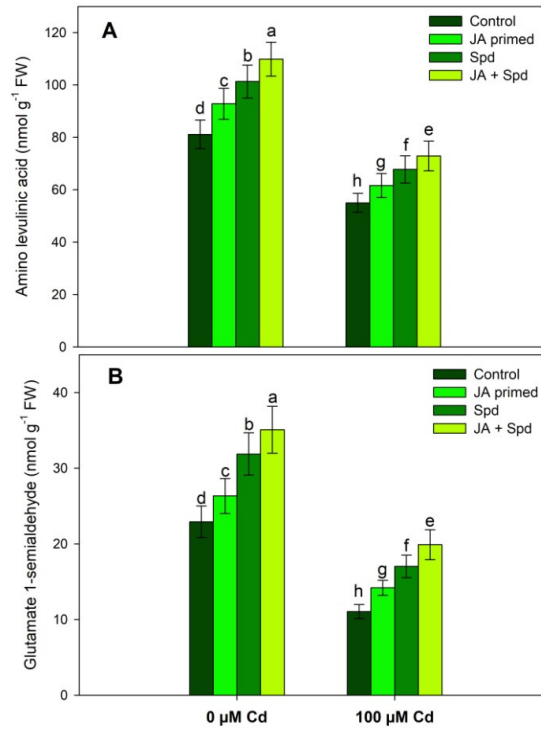 A
Control
JA primed
Spd
JA + Spd
Amino levulinic acid (nmol g⁻¹ FW)
120
100
80
60
40
20
0
d
c
b
a
h
g
f
e
B
Control
JA primed
Spd
JA + Spd
Glutamate 1-semialdehyde (nmol g⁻¹ FW)
40
30
20
10
0
d
c
b
a
h
g
f
e
0 µM Cd
100 µM Cd